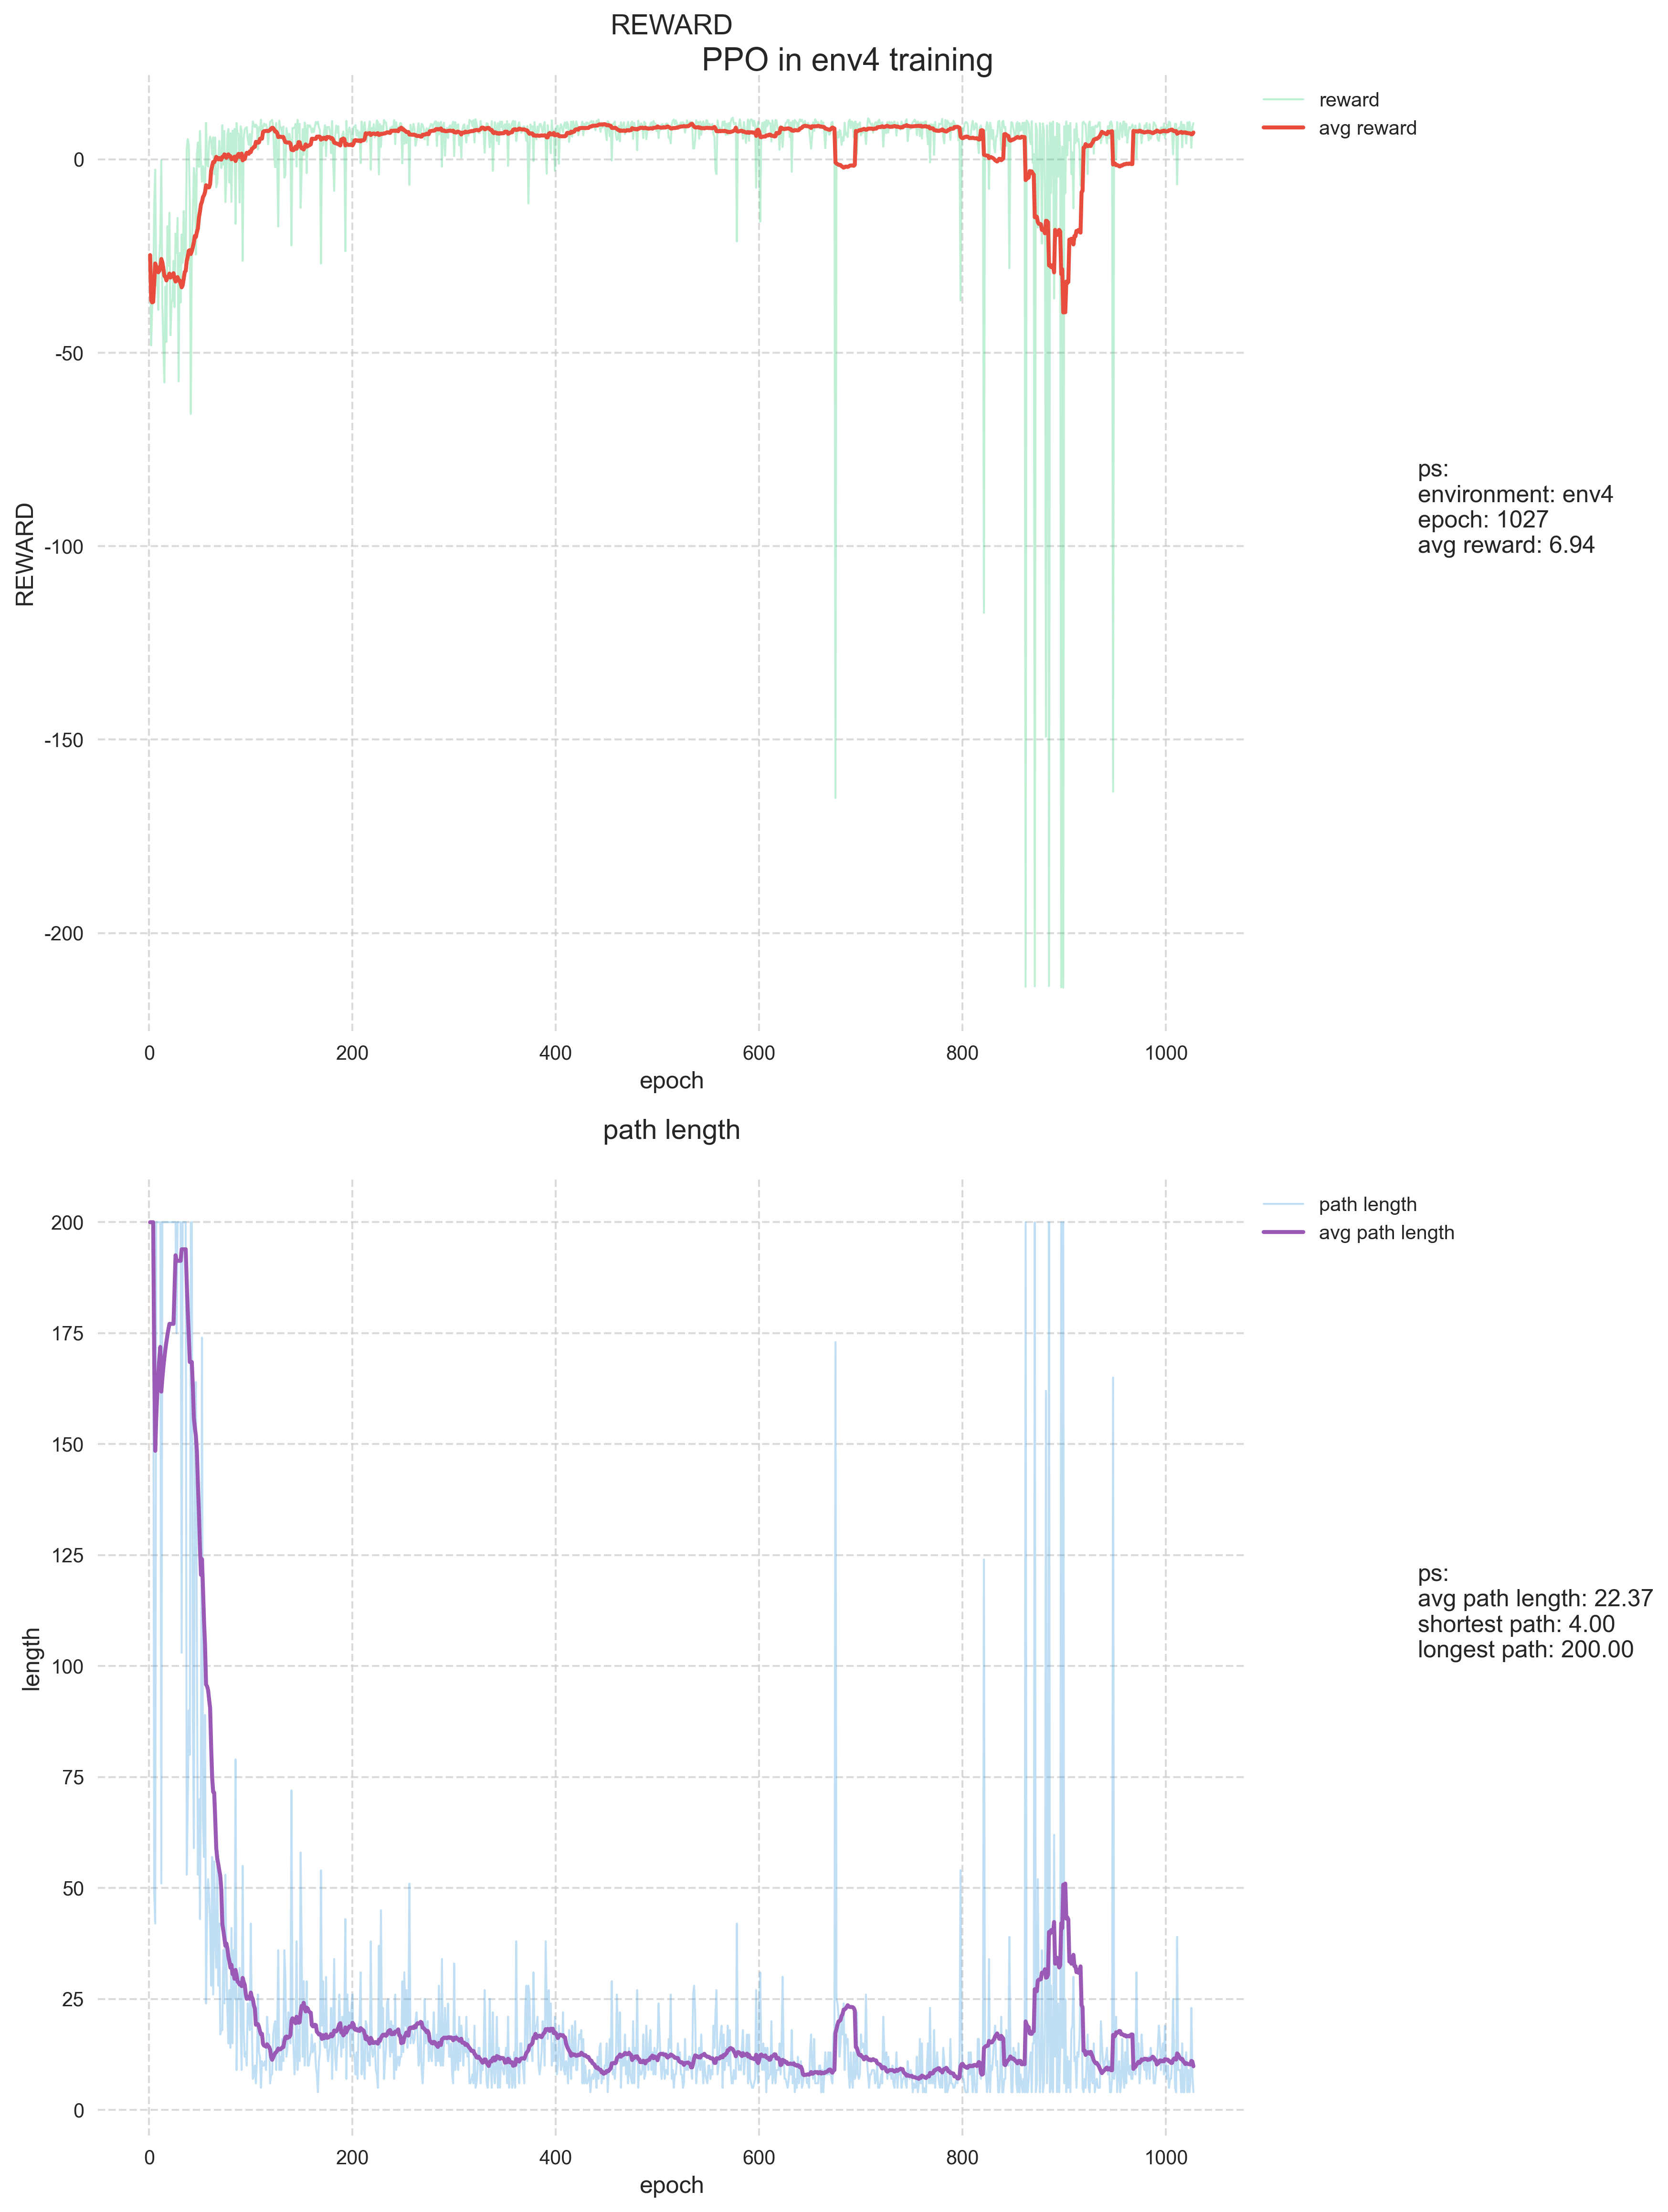 REWARD
PPO in env4 training
reward
avg reward
0
-50
-100
-150
-200
REWARD
ps:
environment: env4
epoch: 1027
avg reward: 6.94
0 200 400 600 800 1000
epoch
path length
path length
avg path length
200
175
150
125
100
75
50
25
0
length
ps:
avg path length: 22.37
shortest path: 4.00
longest path: 200.00
0 200 400 600 800 1000
epoch